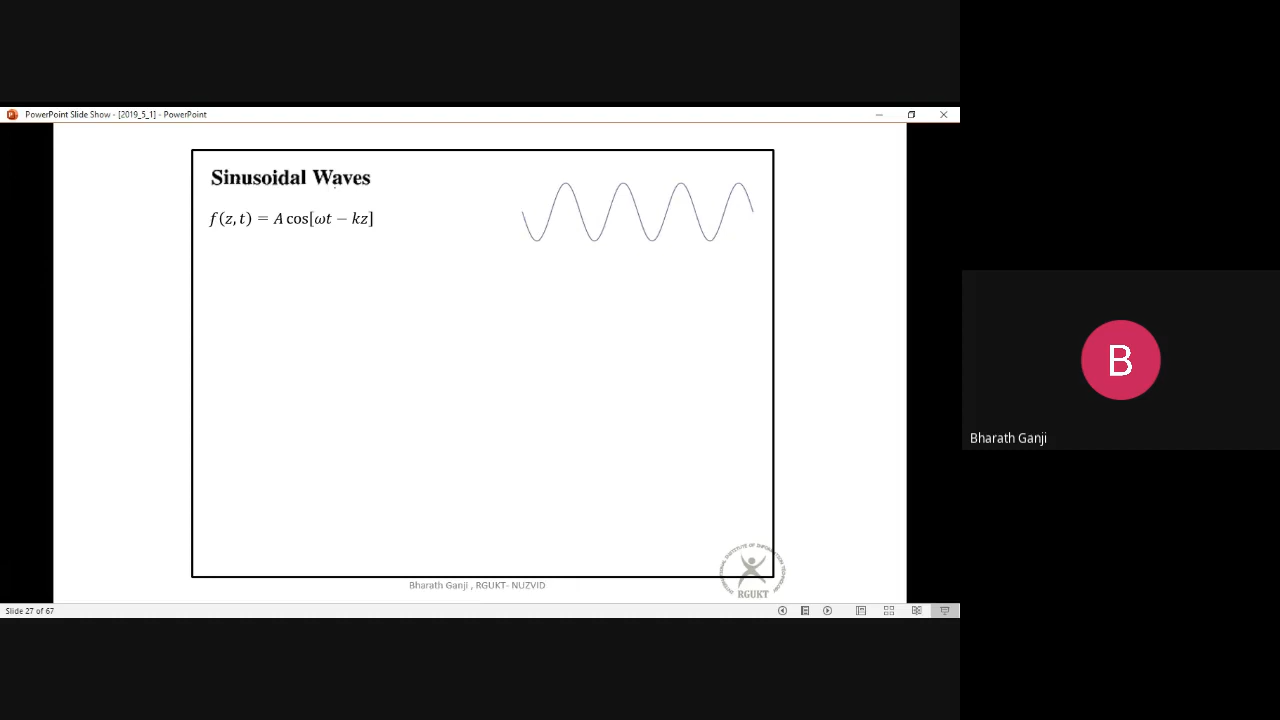 PowerPoint Slide Show - [2019_5_1] - PowerPoint
Sinusoidal Waves
f(z, t) = A cos[ωt − kz]
B
Bharath Ganji
RGUKT
Bharath Ganji , RGUKT- NUZVID
Slide 27 of 67